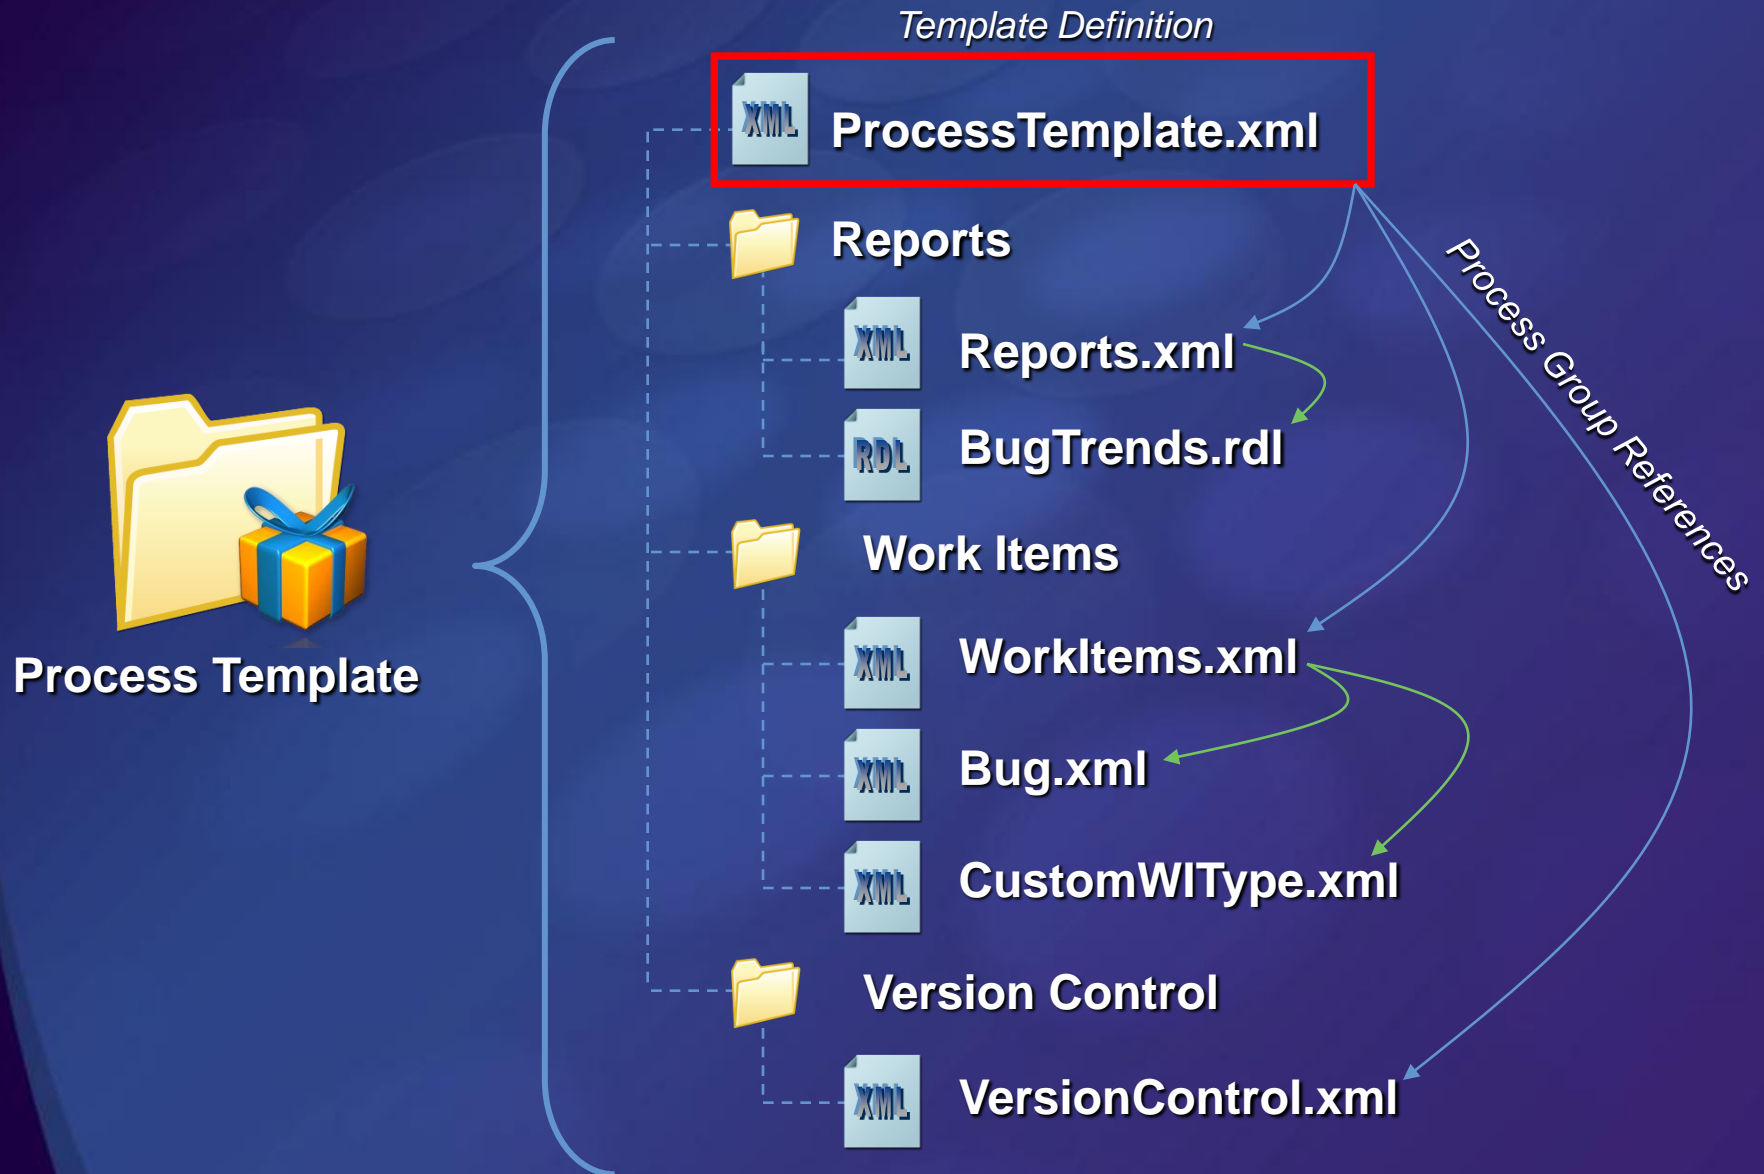 Template Definition
XML
ProcessTemplate.xml
Reports
XML
Reports.xml
RDL
BugTrends.rdl
Work Items
XML
WorkItems.xml
XML
Bug.xml
XML
CustomWIType.xml
Version Control
XML
VersionControl.xml
Process Template
Process Group References